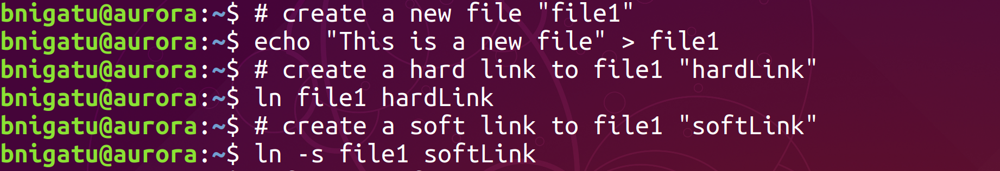 bnigatu@aurora:~$ # create a new file "file1"
bnigatu@aurora:~$ echo "This is a new file" > file1
bnigatu@aurora:~$ # create a hard link to file1 "hardLink"
bnigatu@aurora:~$ ln file1 hardLink
bnigatu@aurora:~$ # create a soft link to file1 "softLink"
bnigatu@aurora:~$ ln -s file1 softLink